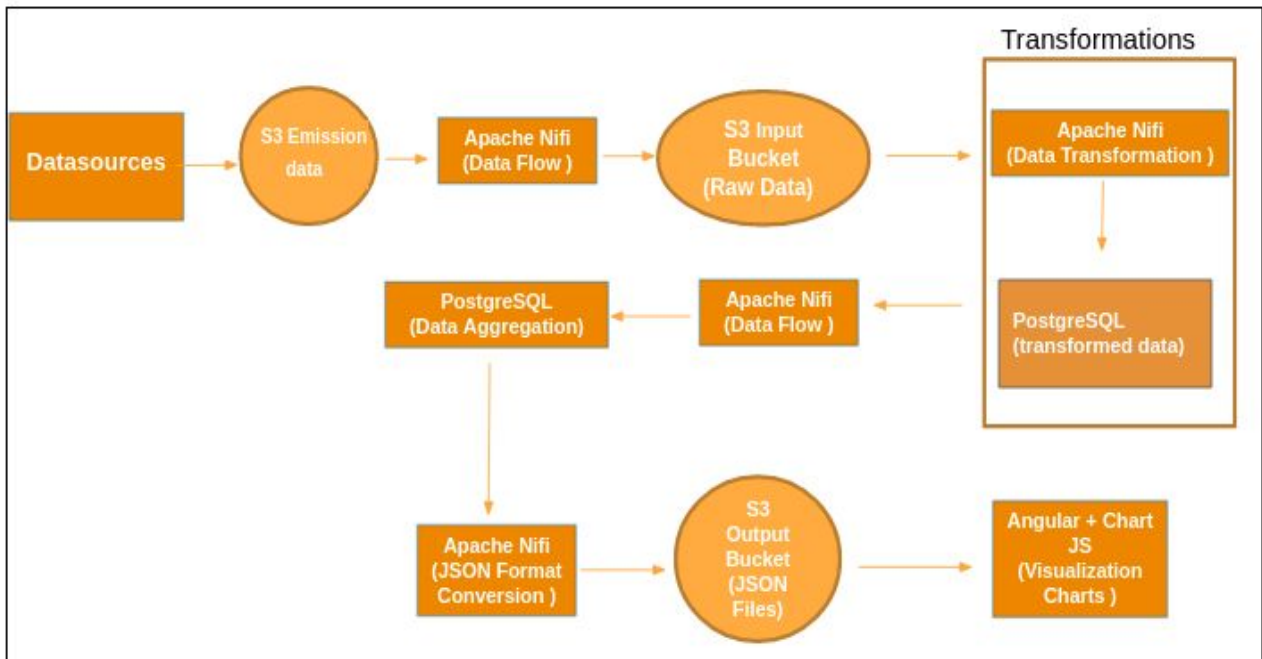 Transformations
Datasources
S3 Emission
data
Apache Nifi
(Data Flow )
S3 Input
Bucket
(Raw Data)
Apache Nifi
(Data Transformation )
PostgreSQL
(transformed data)
Apache Nifi
(Data Flow )
PostgreSQL
(Data Aggregation)
Apache Nifi
(JSON Format
Conversion )
S3
Output
Bucket
(JSON
Files)
Angular + Chart
JS
(Visualization
Charts )